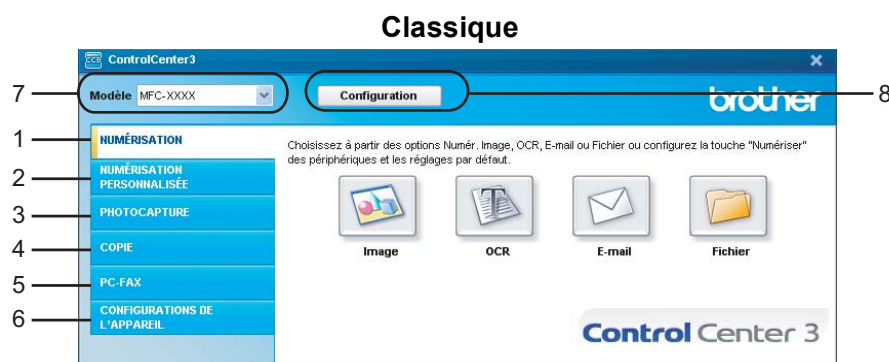 Classique
ControlCenter3
7
Modèle MFC-XXXX
Configuration
8
brother
1
NUMÉRISATION
2
NUMÉRISATION
PERSONNALISÉE
3
PHOTOCAPTURE
4
COPIE
5
PC-FAX
6
CONFIGURATIONS DE
L'APPAREIL
Choisissez à partir des options Numér. Image, OCR, E-mail ou Fichier ou configurez la touche "Numériser"
des périphériques et les réglages par défaut.
Image
OCR
E-mail
Fichier
Control Center 3